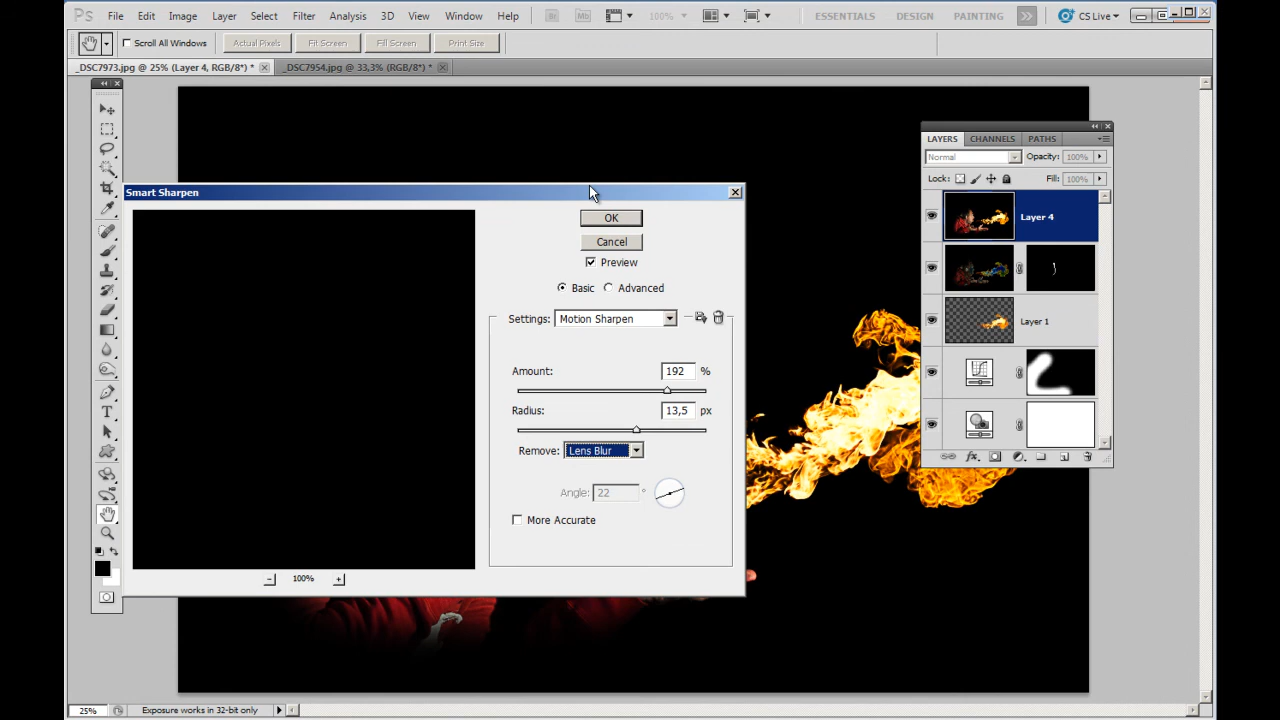 Ps File Edit Image Layer Select Filter Analysis 3D View Window Help Br Mb 100% ESSENTIALS DESIGN PAINTING CS Live
Scroll All Windows Actual Pixels Fit Screen Fill Screen Print Size
_DSC7973.jpg @ 25% (Layer 4, RGB/8*) * _DSC7954.jpg @ 33,3% (RGB/8*) *
LAYERS CHANNELS PATHS
Normal Opacity: 100%
Lock: Fill: 100%
Layer 4
Layer 1
Smart Sharpen
OK
Cancel
Preview
Basic Advanced
Settings: Motion Sharpen
Amount: 192 %
Radius: 13,5 px
Remove: Lens Blur
Angle: 22 °
More Accurate
100%
25% Exposure works in 32-bit only